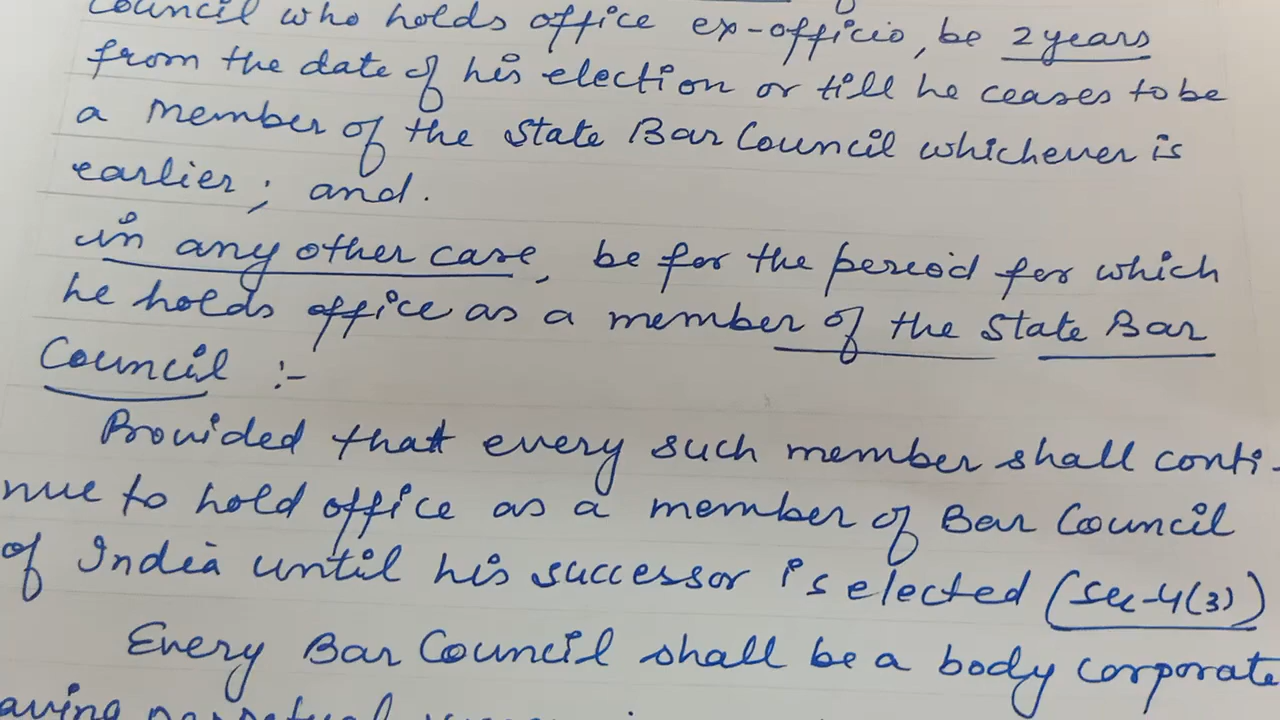 Council who holds office ex-officio, be 2 years
from the date of his election or till he ceases to be
a member of the State Bar Council whichever is
earlier; and.
in any other case, be for the period for which
he holds office as a member of the State Bar
Council :-
Provided that every such member shall conti-
nue to hold office as a member of Bar Council
of India until his successor is elected (Sec-4(3))
Every Bar Council shall be a body corporate
aving perpetual